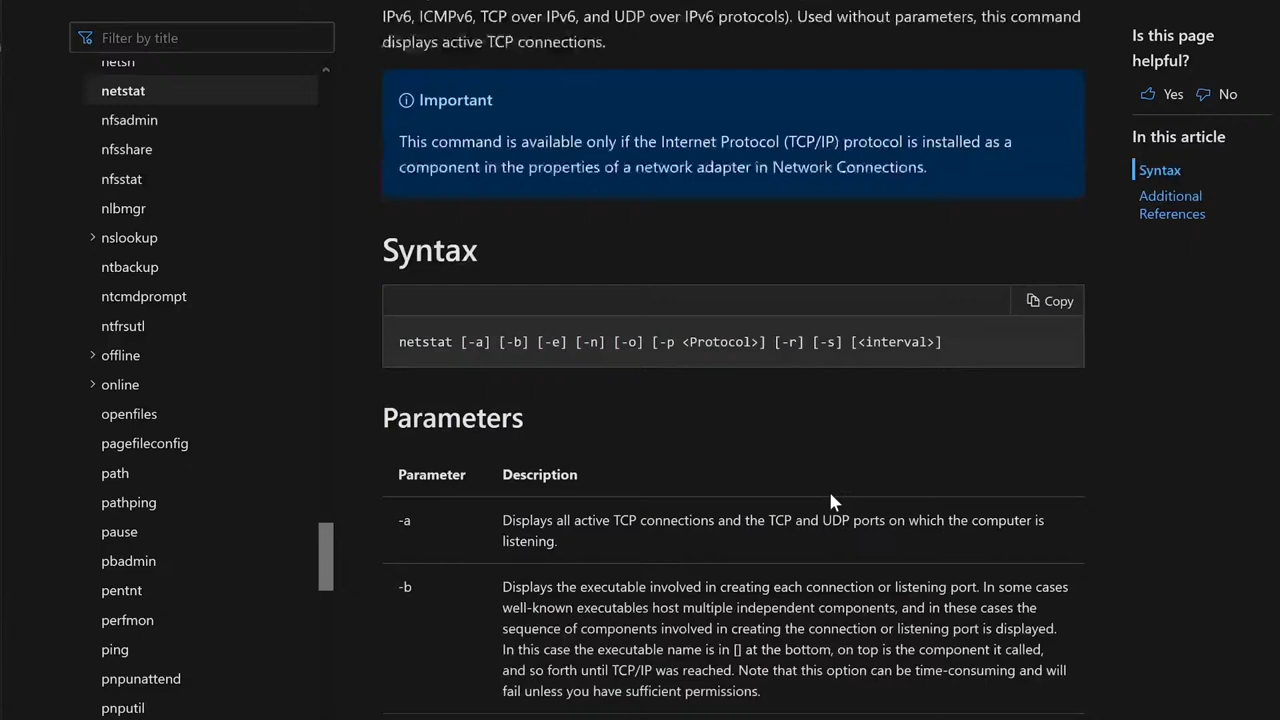 Filter by title
netsh
netstat
nfsadmin
nfsshare
nfsstat
nlbmgr
nslookup
ntbackup
ntcmdprompt
ntfrsutl
offline
online
openfiles
pagefileconfig
path
pathping
pause
pbadmin
pentnt
perfmon
ping
pnpunattend
pnputil
IPv6, ICMPv6, TCP over IPv6, and UDP over IPv6 protocols). Used without parameters, this command
displays active TCP connections.
Important
This command is available only if the Internet Protocol (TCP/IP) protocol is installed as a
component in the properties of a network adapter in Network Connections.
Syntax
Copy
netstat [-a] [-b] [-e] [-n] [-o] [-p <Protocol>] [-r] [-s] [<interval>]
Parameters
Parameter Description
-a Displays all active TCP connections and the TCP and UDP ports on which the computer is
listening.
-b Displays the executable involved in creating each connection or listening port. In some cases
well-known executables host multiple independent components, and in these cases the
sequence of components involved in creating the connection or listening port is displayed.
In this case the executable name is in [] at the bottom, on top is the component it called,
and so forth until TCP/IP was reached. Note that this option can be time-consuming and will
fail unless you have sufficient permissions.
Is this page
helpful?
Yes No
In this article
Syntax
Additional
References